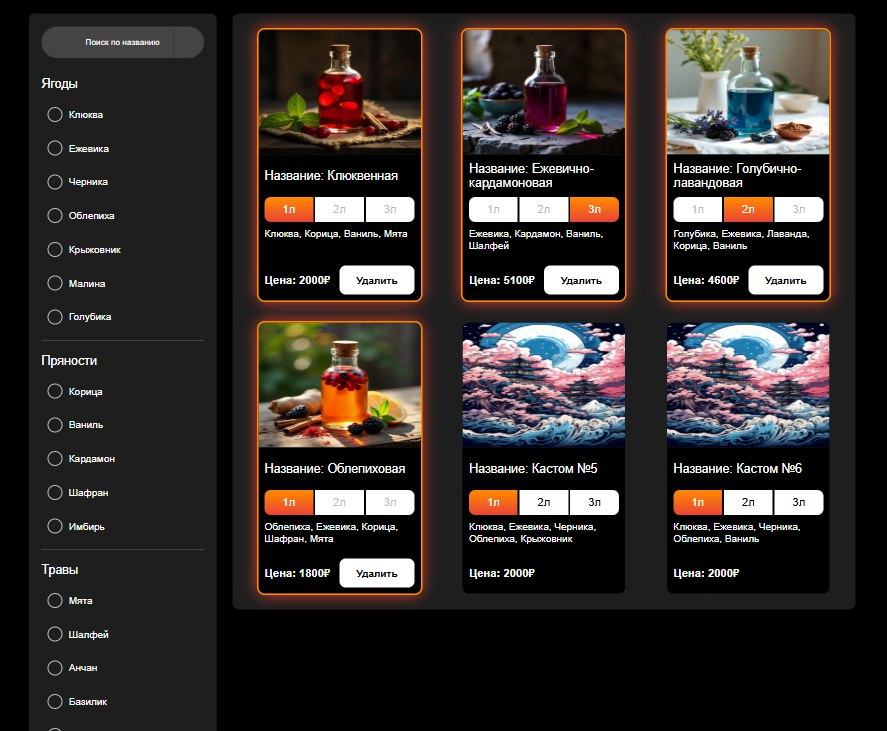 Поиск по названию
Ягоды
Клюква
Ежевика
Черника
Облепиха
Крыжовник
Малина
Голубика
Пряности
Корица
Ваниль
Кардамон
Шафран
Имбирь
Травы
Мята
Шалфей
Анчан
Базилик
Название: Клюквенная
1л 2л 3л
Клюква, Корица, Ваниль, Мята
Цена: 2000₽ Удалить
Название: Ежевично-
кардамоновая
1л 2л 3л
Ежевика, Кардамон, Ваниль,
Шалфей
Цена: 5100₽ Удалить
Название: Голубично-
лавандовая
1л 2л 3л
Голубика, Ежевика, Лаванда,
Корица, Ваниль
Цена: 4600₽ Удалить
Название: Облепиховая
1л 2л 3л
Облепиха, Ежевика, Корица,
Шафран, Мята
Цена: 1800₽ Удалить
Название: Кастом №5
1л 2л 3л
Клюква, Ежевика, Черника,
Облепиха, Крыжовник
Цена: 2000₽
Название: Кастом №6
1л 2л 3л
Клюква, Ежевика, Черника,
Облепиха, Ваниль
Цена: 2000₽